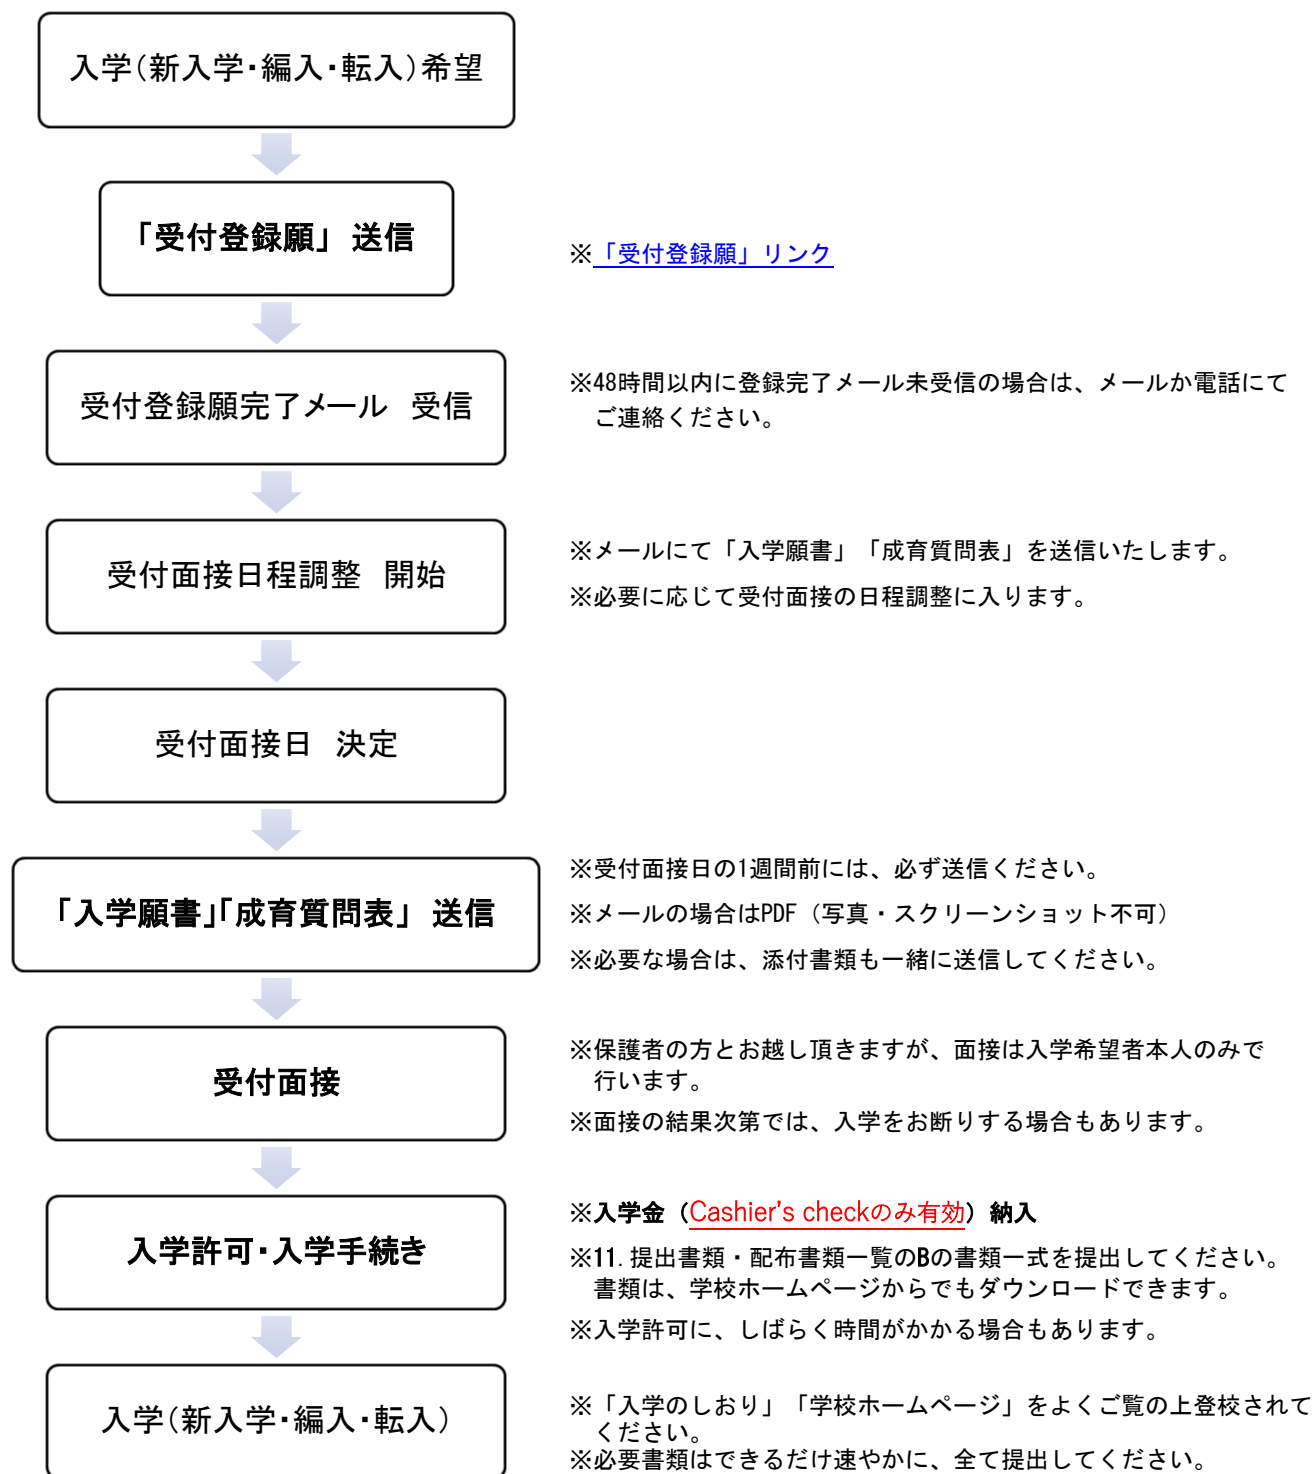 入学(新入学・編入・転入)希望
「受付登録願」 送信
※「受付登録願」リンク
受付登録願完了メール 受信
※48時間以内に登録完了メール未受信の場合は、メールか電話にて
ご連絡ください。
受付面接日程調整 開始
※メールにて「入学願書」「成育質問表」を送信いたします。
※必要に応じて受付面接の日程調整に入ります。
受付面接日 決定
「入学願書」「成育質問表」 送信
※受付面接日の1週間前には、必ず送信ください。
※メールの場合はPDF（写真・スクリーンショット不可）
※必要な場合は、添付書類も一緒に送信してください。
受付面接
※保護者の方とお越し頂きますが、面接は入学希望者本人のみで
行います。
※面接の結果次第では、入学をお断りする場合もあります。
入学許可・入学手続き
※入学金（Cashier's checkのみ有効）納入
※11.提出書類・配布書類一覧のBの書類一式を提出してください。
書類は、学校ホームページからでもダウンロードできます。
※入学許可に、しばらく時間がかかる場合もあります。
入学(新入学・編入・転入)
※「入学のしおり」「学校ホームページ」をよくご覧の上登校されて
ください。
※必要書類はできるだけ速やかに、全て提出してください。